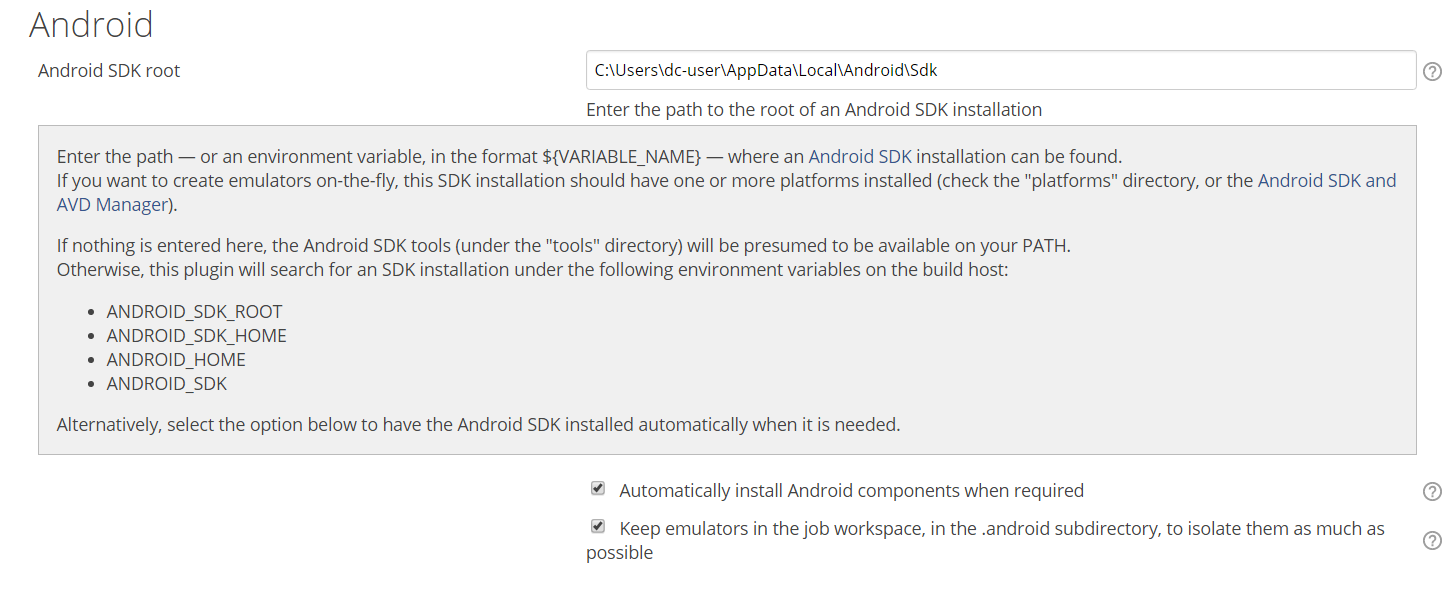 Android
Android SDK root
C:\Users\dc-user\AppData\Local\Android\Sdk
Enter the path to the root of an Android SDK installation
Enter the path — or an environment variable, in the format ${VARIABLE_NAME} — where an Android SDK installation can be found.
If you want to create emulators on-the-fly, this SDK installation should have one or more platforms installed (check the "platforms" directory, or the Android SDK and
AVD Manager).
If nothing is entered here, the Android SDK tools (under the "tools" directory) will be presumed to be available on your PATH.
Otherwise, this plugin will search for an SDK installation under the following environment variables on the build host:
• ANDROID_SDK_ROOT
• ANDROID_SDK_HOME
• ANDROID_HOME
• ANDROID_SDK
Alternatively, select the option below to have the Android SDK installed automatically when it is needed.
Automatically install Android components when required
Keep emulators in the job workspace, in the .android subdirectory, to isolate them as much as
possible